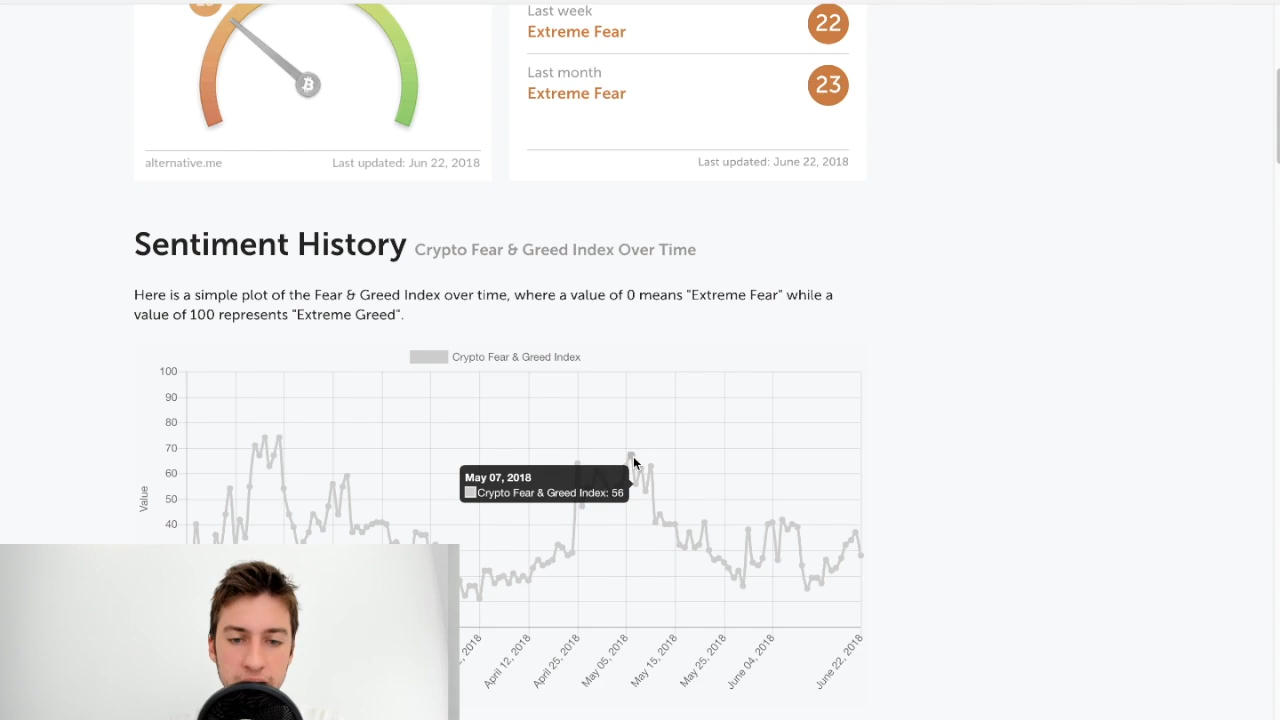 Last week
Extreme Fear
22
Last month
Extreme Fear
23
alternative.me
Last updated: Jun 22, 2018
Last updated: June 22, 2018
Sentiment History Crypto Fear & Greed Index Over Time
Here is a simple plot of the Fear & Greed Index over time, where a value of 0 means "Extreme Fear" while a
value of 100 represents "Extreme Greed".
Crypto Fear & Greed Index
100
90
80
70
60
50
40
Value
May 07, 2018
Crypto Fear & Greed Index: 56
2, 2018
April 12, 2018
April 25, 2018
May 05, 2018
May 15, 2018
May 25, 2018
June 04, 2018
June 22, 2018